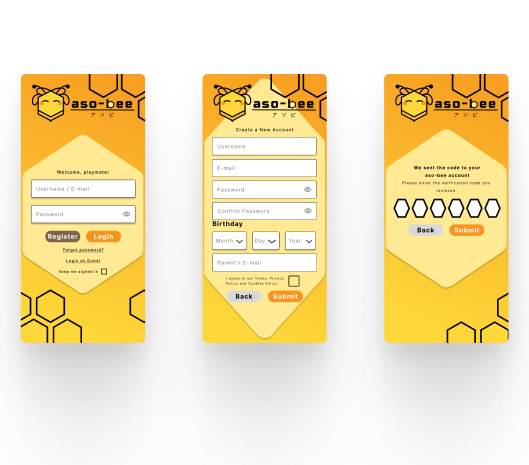 aso-bee
アソビ
Welcome, playmate!
Username / E-mail
Password
Register
Login
Forgot password?
Login as Guest
Keep me signed in
aso-bee
アソビ
Create a New Account
Username
E-mail
Password
Confirm Password
Birthday
Month
Day
Year
Parent's E-mail
I agree to our Terms, Privacy
Policy and Cookies Policy.
Back
Submit
aso-bee
アソビ
We sent the code to your
aso-bee account
Please enter the verification code you
recieved.
Back
Submit